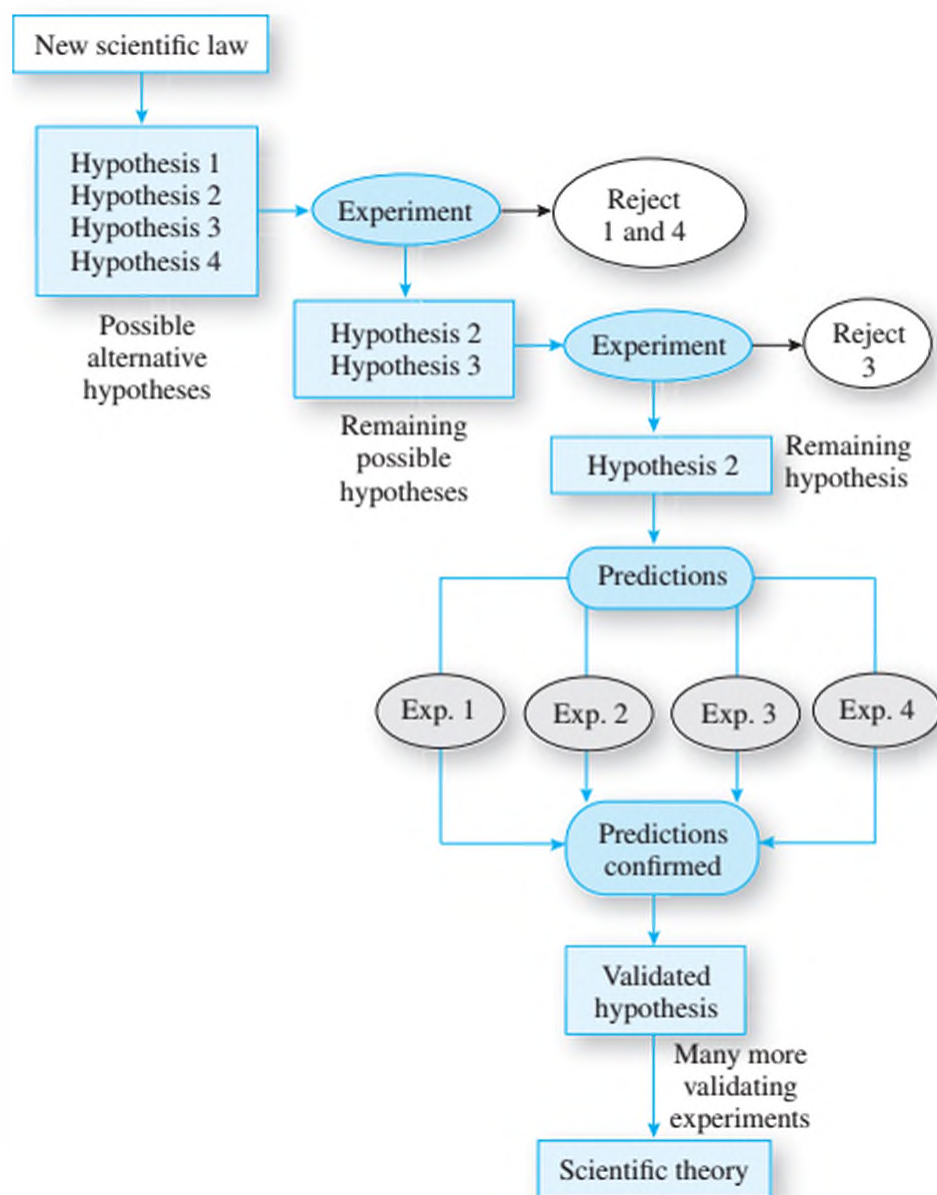 New scientific law
Hypothesis 1
Hypothesis 2
Hypothesis 3
Hypothesis 4
Possible
alternative
hypotheses
Experiment
Reject
1 and 4
Hypothesis 2
Hypothesis 3
Remaining
possible
hypotheses
Experiment
Reject
3
Hypothesis 2
Remaining
hypothesis
Predictions
Exp. 1
Exp. 2
Exp. 3
Exp. 4
Predictions
confirmed
Validated
hypothesis
Many more
validating
experiments
Scientific theory